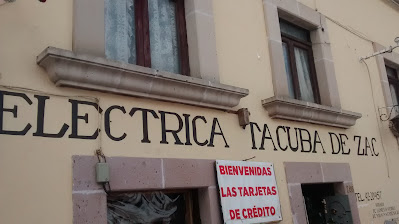 ELECTRICA TACUBA DE ZAC
BIENVENIDAS
LAS TARJETAS
DE CRÉDITO